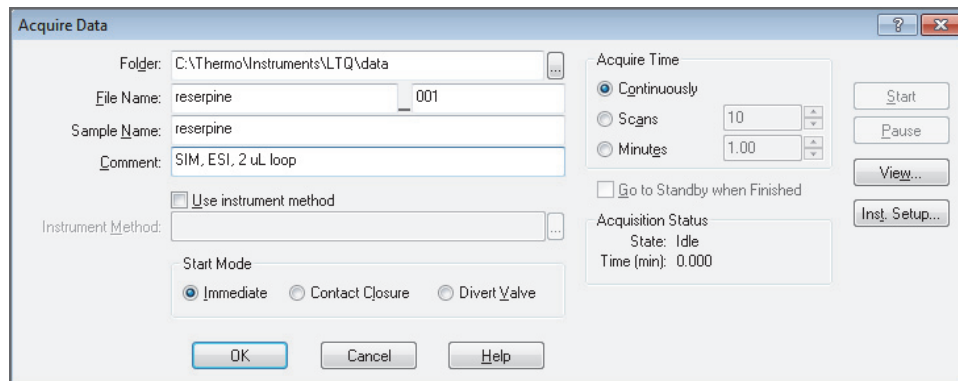 Acquire Data
Folder: C:\Thermo\Instruments\LTQ\data ...
File Name: reserpine _ 001
Sample Name: reserpine
Comment: SIM, ESI, 2 uL loop
Use instrument method
Instrument Method: ...
Start Mode
Immediate Contact Closure Divert Valve
OK Cancel Help
Acquire Time
Continuously
Scans 10
Minutes 1.00
Go to Standby when Finished
Acquisition Status
State: Idle
Time (min): 0.000
Start
Pause
View...
Inst. Setup...